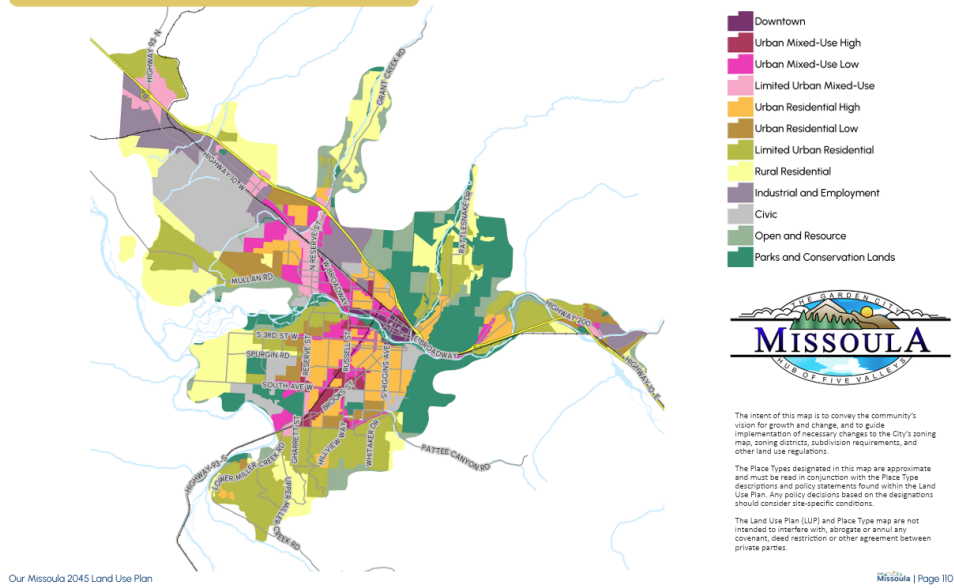 HIGHWAY-93-N
GRANT CREEK RD
HIGHWAY-10-W
RATTLESNAKE DR
N RESERVE ST
W BROADWAY
MULLAN RD
HIGHWAY-200
E BROADWAY
S 3RD ST W
RESERVE ST
RUSSELL ST
S HIGGINS AVE
SPURGIN RD
SOUTH AVE W
BROOKS ST
HIGHWAY-10-E
GHARRETT ST
HILLVIEW WAY
WHITAKER DR
PATTEE CANYON RD
HIGHWAY-93-S
LOWER MILLER CREEK RD
UPPER MILLER CREEK RD
Downtown
Urban Mixed-Use High
Urban Mixed-Use Low
Limited Urban Mixed-Use
Urban Residential High
Urban Residential Low
Limited Urban Residential
Rural Residential
Industrial and Employment
Civic
Open and Resource
Parks and Conservation Lands
THE GARDEN CITY
MISSOULA
HUB OF FIVE VALLEYS
The intent of this map is to convey the community's
vision for growth and change, and to guide
implementation of necessary changes to the City's zoning
map, zoning districts, subdivision requirements, and
other land use regulations.
The Place Types designated in this map are approximate
and must be read in conjunction with the Place Type
descriptions and policy statements found within the Land
Use Plan. Any policy decisions based on the designations
should consider site-specific conditions.
The Land Use Plan (LUP) and Place Type map are not
intended to interfere with, abrogate or annul any
covenant, deed restriction or other agreement between
private parties.
Our Missoula 2045 Land Use Plan
Missoula | Page 110